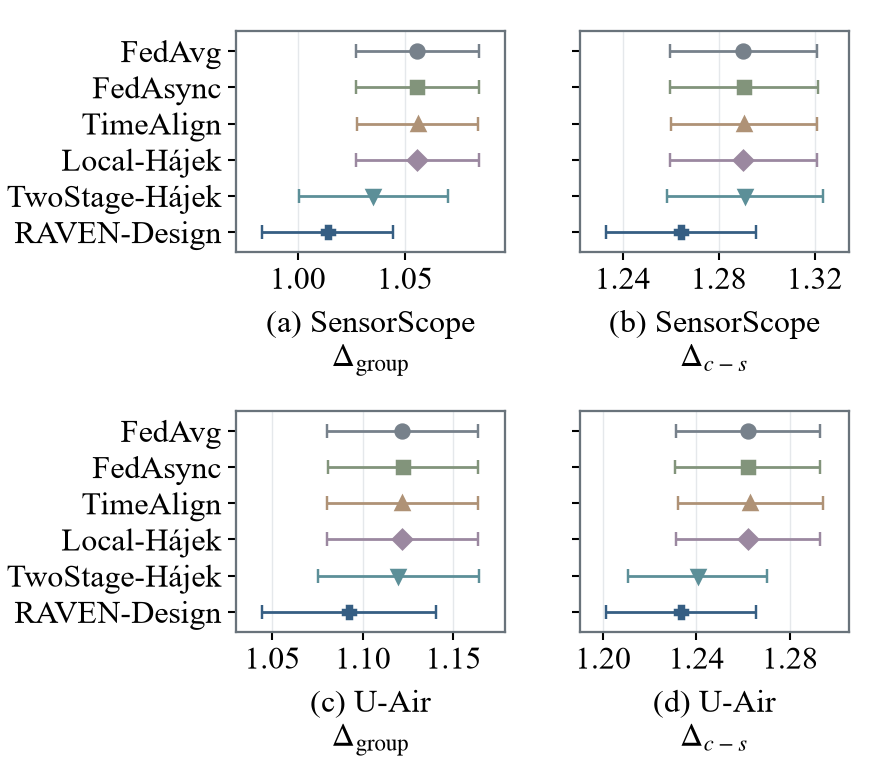 FedAvg
FedAsync
TimeAlign
Local-Hájek
TwoStage-Hájek
RAVEN-Design
1.00 1.05
(a) SensorScope
Δgroup
1.24 1.28 1.32
(b) SensorScope
Δc − s
FedAvg
FedAsync
TimeAlign
Local-Hájek
TwoStage-Hájek
RAVEN-Design
1.05 1.10 1.15
(c) U-Air
Δgroup
1.20 1.24 1.28
(d) U-Air
Δc − s